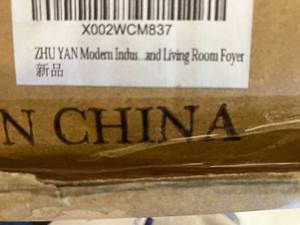 X002WCM837
ZHU YAN Modern Indus...and Living Room Foyer
新品
N CHINA